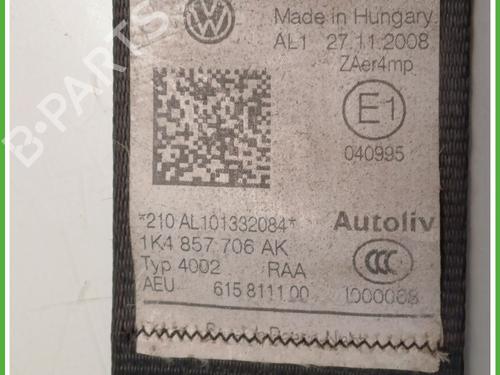 Made in Hungary
AL1 27.11.2008
ZAer4mp
E1
040995
*210 AL101332084*
Autoliv
1K4 857 706 AK
Typ 4002 RAA
CCC
AEU 615 8111 00 I000068
B-PARTS